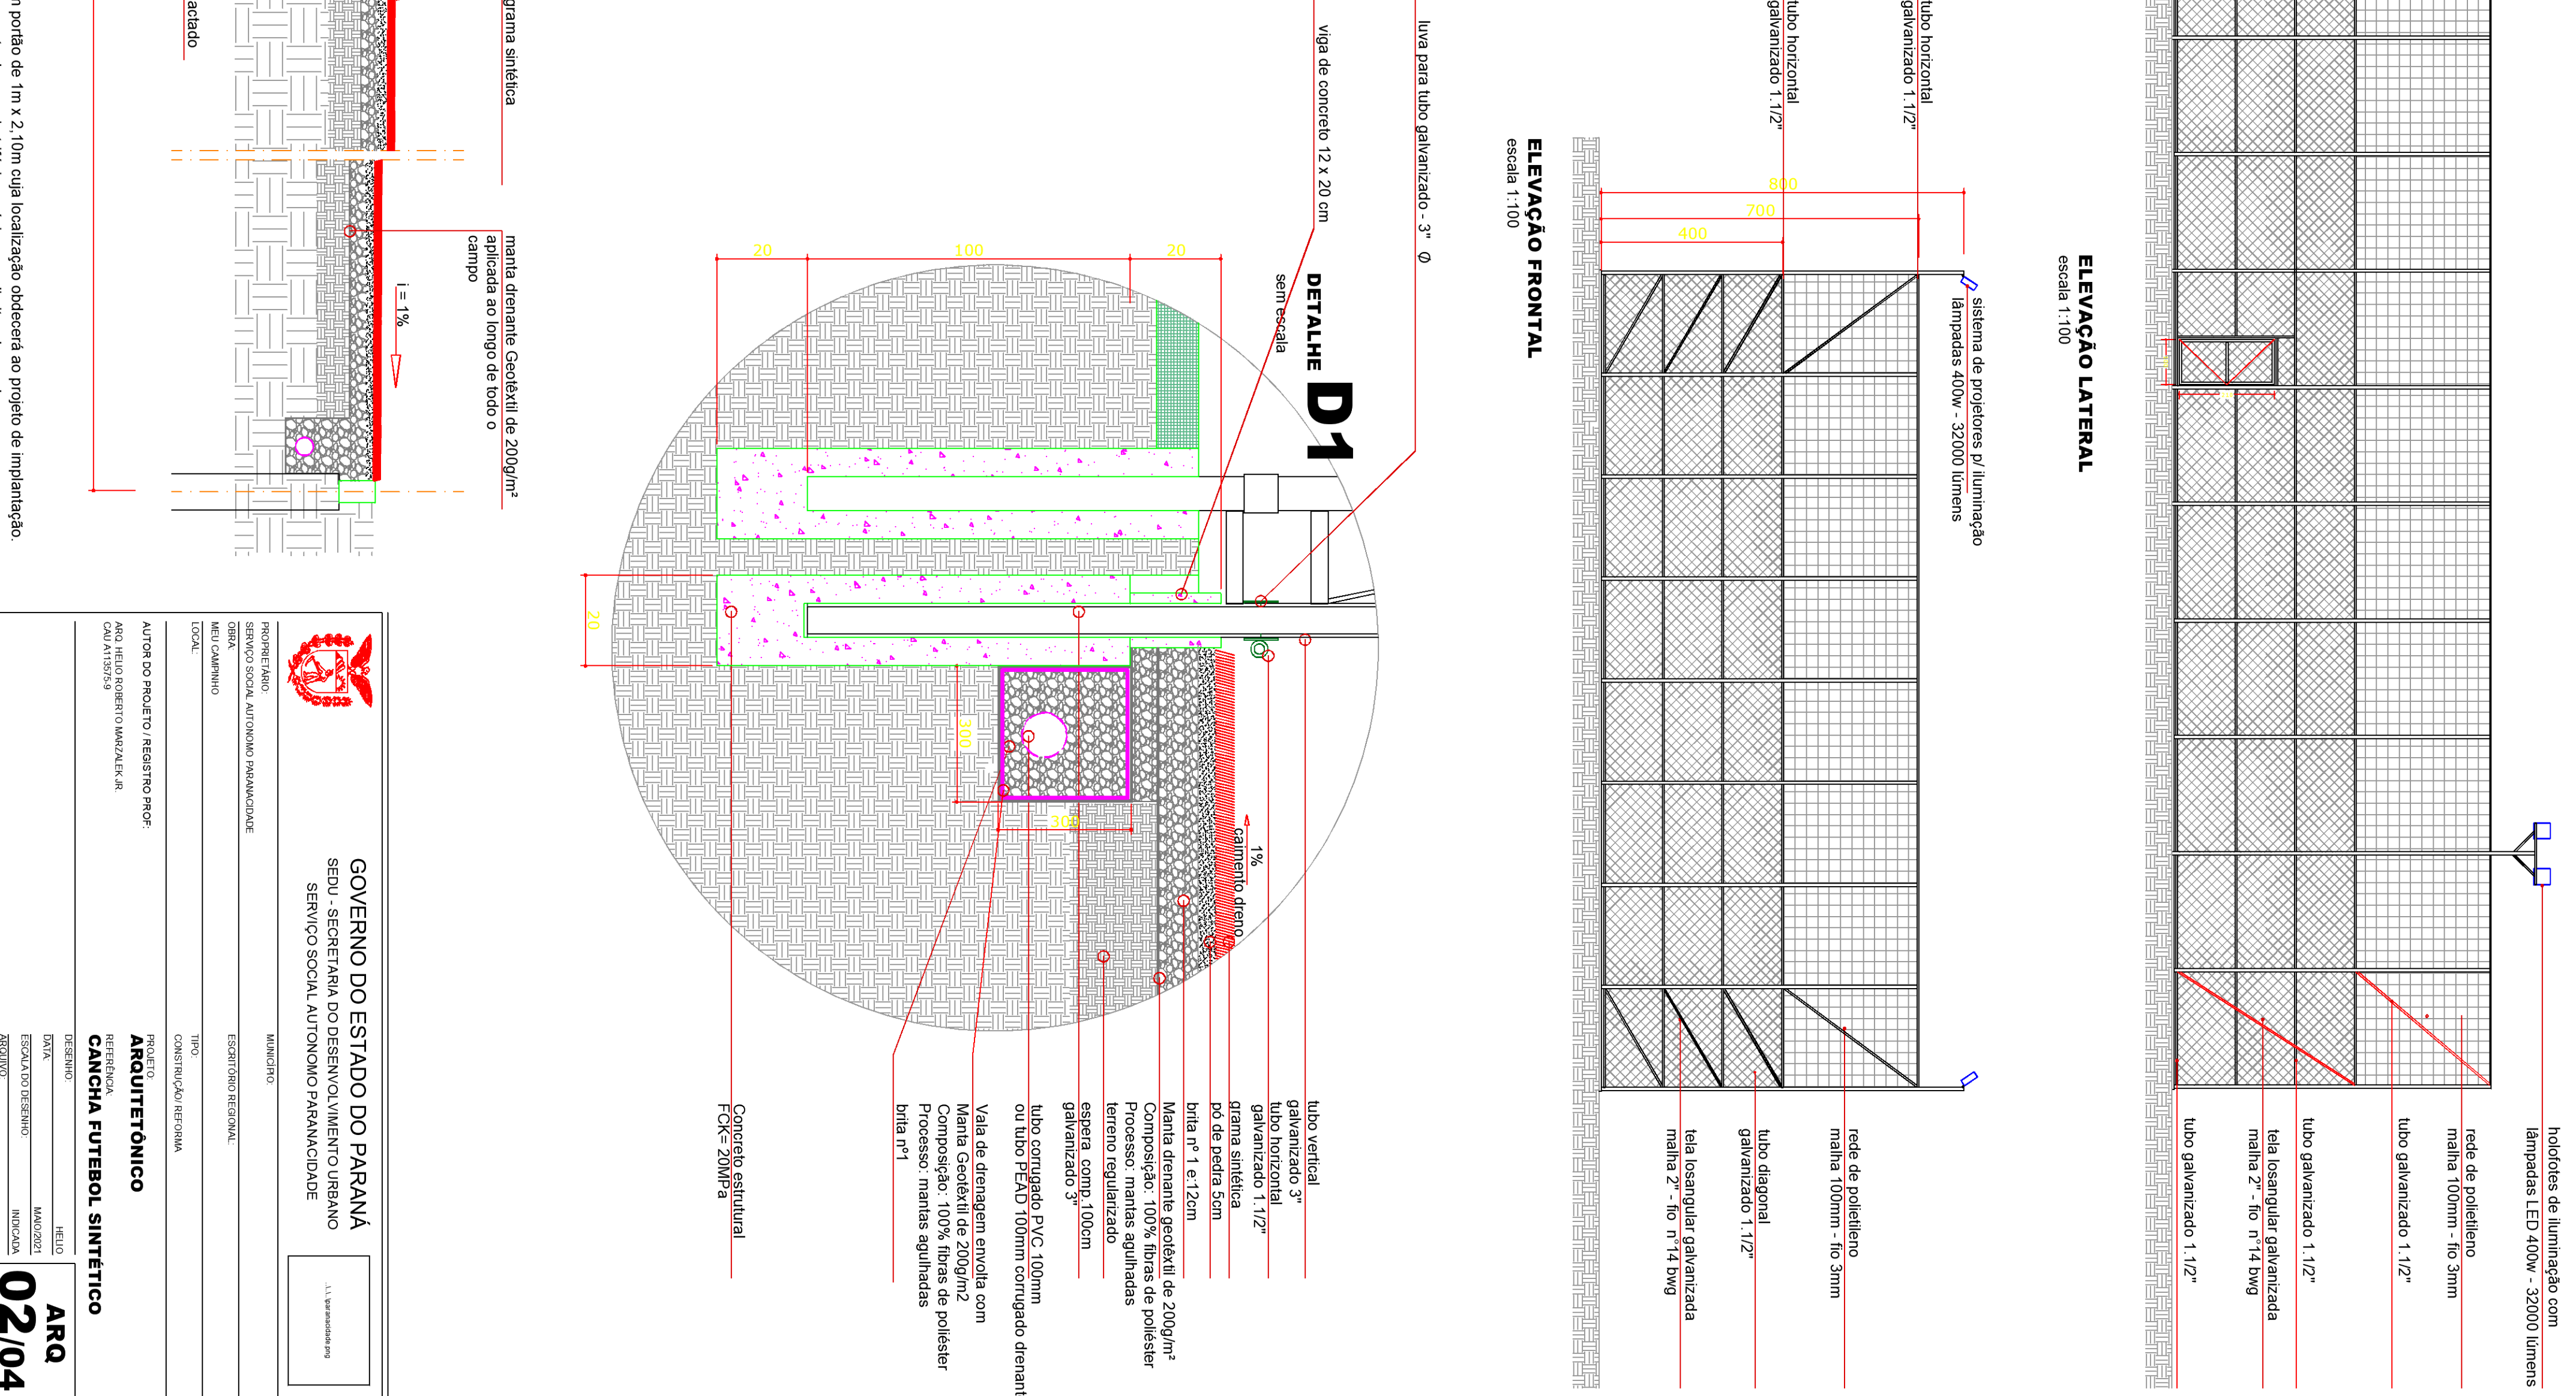 holofotes de iluminação com
lâmpadas LED 400w - 32000 lúmens
rede de polietileno
malha 100mm - fio 3mm
tubo galvanizado 1.1/2"
tubo galvanizado 1.1/2"
tela losangular galvanizada
malha 2" - fio n°14 bwg
tubo galvanizado 1.1/2"
ELEVAÇÃO LATERAL
escala 1:100
tubo horizontal
galvanizado 1.1/2"
tubo horizontal
galvanizado 1.1/2"
sistema de projetores p/ iluminação
lâmpadas 400w - 32000 lúmens
800
700
400
rede de polietileno
malha 100mm - fio 3mm
tubo diagonal
galvanizado 1.1/2"
tela losangular galvanizada
malha 2" - fio n°14 bwg
ELEVAÇÃO FRONTAL
escala 1:100
luva para tubo galvanizado - 3" Ø
viga de concreto 12 x 20 cm
DETALHE D1
sem escala
20
100
20
20
300
300
1%
caimento dreno
tubo vertical
galvanizado 3"
tubo horizontal
galvanizado 1.1/2"
grama sintética
pó de pedra 5cm
brita n° 1 e:12cm
Manta drenante geotêxtil de 200g/m²
Composição: 100% fibras de poliéster
Processo: mantas agulhadas
terreno regularizado
espera comp.100cm
galvanizado 3"
tubo corrugado PVC 100mm
ou tubo PEAD 100mm corrugado drenant
Vala de drenagem envolta com
Manta Geotêxtil de 200g/m2
Composição: 100% fibras de poliéster
Processo: mantas agulhadas
brita n°1
Concreto estrutural
FCK= 20MPa
grama sintética
manta drenante Geotêxtil de 200g/m²
aplicada ao longo de todo o
campo
i = 1%
actado
portão de 1m x 2,10m cuja localização obdecerá ao projeto de implantação.
GOVERNO DO ESTADO DO PARANÁ
SEDU - SECRETARIA DO DESENVOLVIMENTO URBANO
SERVIÇO SOCIAL AUTONOMO PARANACIDADE
..\..\..\paranacidade.png
PROPRIETÁRIO:
SERVIÇO SOCIAL AUTONOMO PARANACIDADE
MUNICÍPIO:
OBRA:
MEU CAMPINHO
ESCRITÓRIO REGIONAL:
LOCAL:
TIPO:
CONSTRUÇÃO/ REFORMA
AUTOR DO PROJETO / REGISTRO PROF:
ARQ. HELIO ROBERTO MARZALEK JR.
CAU A113575-9
PROJETO:
ARQUITETÔNICO
REFERÊNCIA:
CANCHA FUTEBOL SINTÉTICO
DESENHO:
HELIO
DATA:
MAIO/2021
ESCALA DO DESENHO:
INDICADA
ARQUIVO:
ARQ
02/04